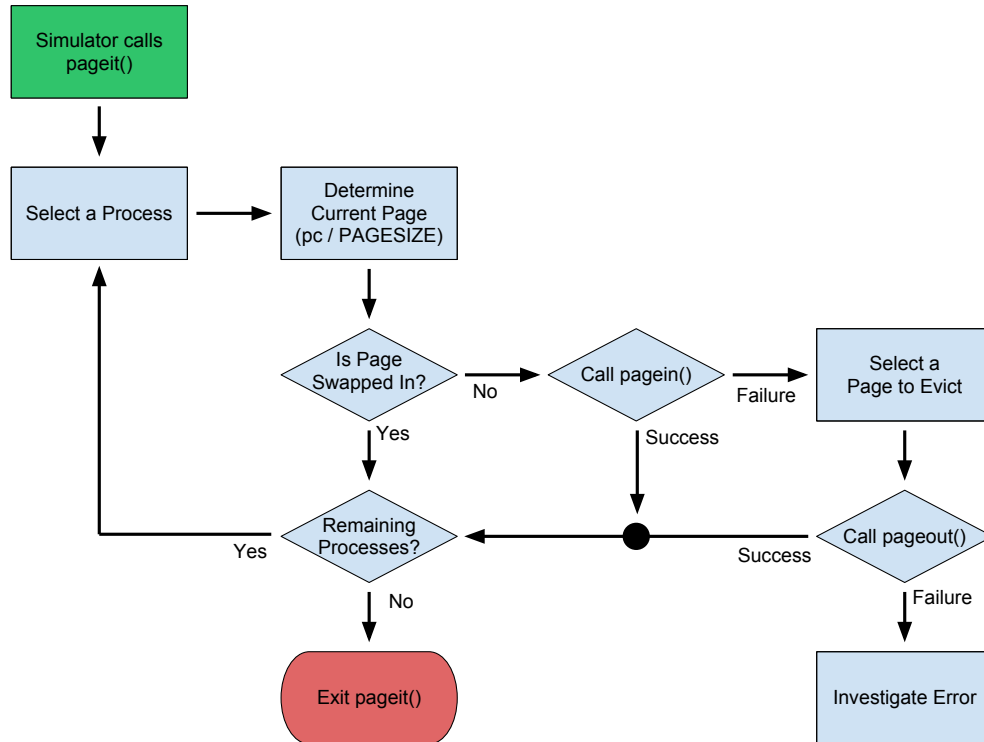 Simulator calls
pageit()
Select a Process
Determine
Current Page
(pc / PAGESIZE)
Is Page
Swapped In?
No
Call pagein()
Failure
Select a
Page to Evict
Yes
Success
Remaining
Processes?
Yes
Success
Call pageout()
No
Failure
Exit pageit()
Investigate Error